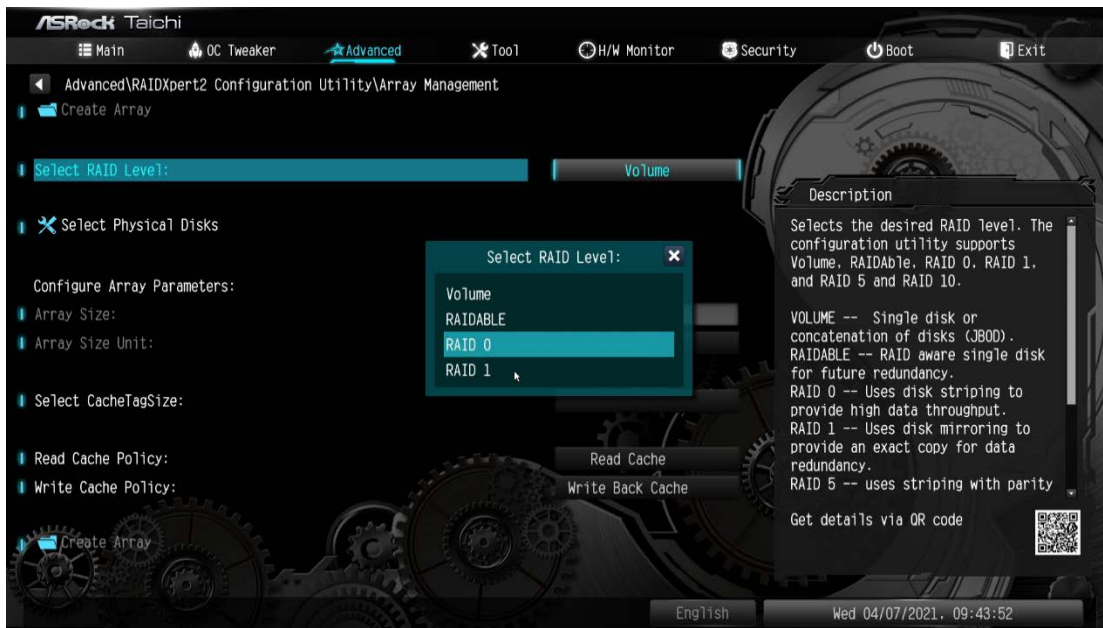 ASRock Taichi
Main OC Tweaker Advanced Tool H/W Monitor Security Boot Exit
Advanced\RAIDXpert2 Configuration Utility\Array Management
Create Array
Select RAID Level: Volume
Select Physical Disks
Configure Array Parameters:
Array Size:
Array Size Unit:
Select CacheTagSize:
Read Cache Policy: Read Cache
Write Cache Policy: Write Back Cache
Create Array
Select RAID Level:
Volume
RAIDABLE
RAID 0
RAID 1
Description
Selects the desired RAID level. The
configuration utility supports
Volume, RAIDAble, RAID 0, RAID 1,
and RAID 5 and RAID 10.
VOLUME -- Single disk or
concatenation of disks (JBOD).
RAIDABLE -- RAID aware single disk
for future redundancy.
RAID 0 -- Uses disk striping to
provide high data throughput.
RAID 1 -- Uses disk mirroring to
provide an exact copy for data
redundancy.
RAID 5 -- uses striping with parity
Get details via QR code
English
Wed 04/07/2021, 09:43:52